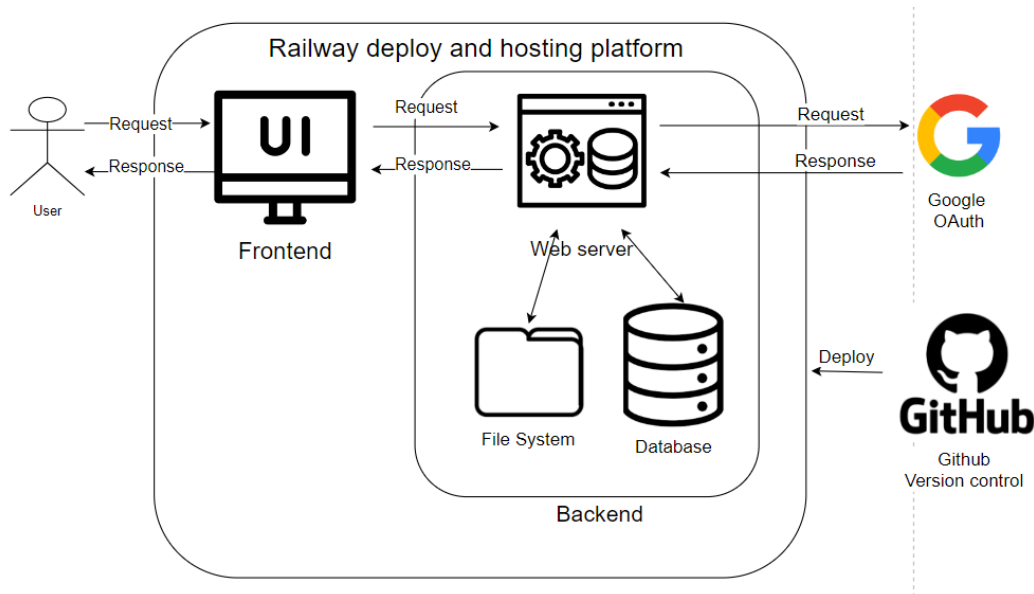 Railway deploy and hosting platform
Request
Response
User
UI
Frontend
Request
Response
Web server
File System
Database
Backend
Request
Response
Google
OAuth
Deploy
GitHub
Github
Version control